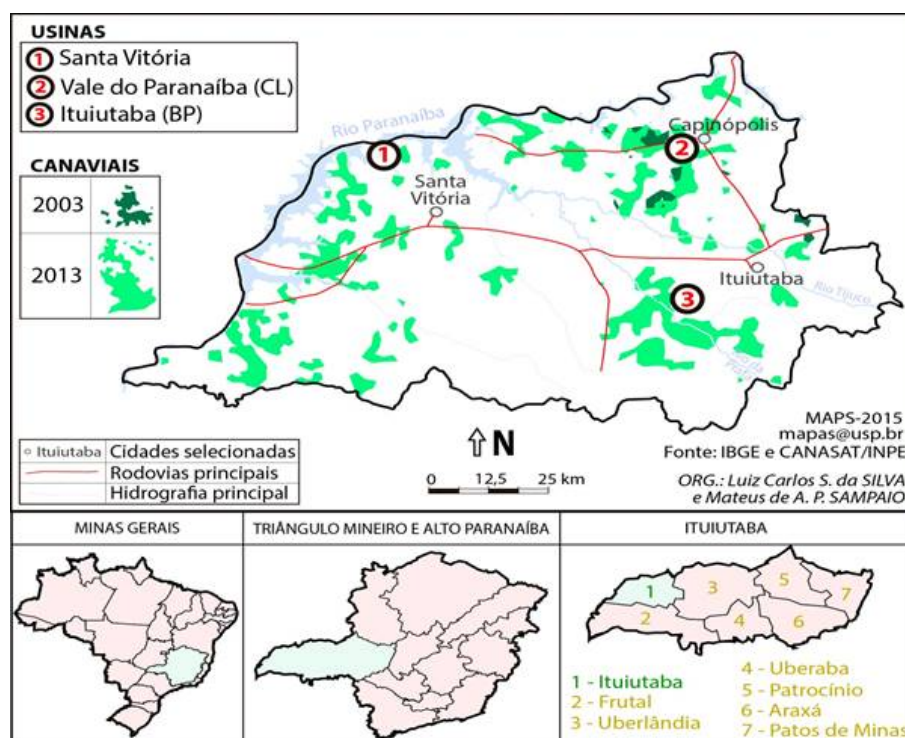 USINAS
1 Santa Vitória
2 Vale do Paranaíba (CL)
3 Ituiutaba (BP)
CANAVIAIS
2003
2013
Rio Paranaíba
1
Capinópolis
2
Santa
Vitória
Ituiutaba
Rio Tijuco
3
MAPS-2015
mapas@usp.br
Fonte: IBGE e CANASAT/INPE
ORG.: Luiz Carlos S. da SILVA
e Mateus de A. P. SAMPAIO
Ituiutaba Cidades selecionadas
Rodovias principais
Hidrografia principal
N
0 12,5 25 km
MINAS GERAIS
TRIÂNGULO MINEIRO E ALTO PARANAÍBA
ITUIUTABA
1
2
3
4
5
6
7
1 - Ituiutaba
2 - Frutal
3 - Uberlândia
4 - Uberaba
5 - Patrocínio
6 - Araxá
7 - Patos de Minas